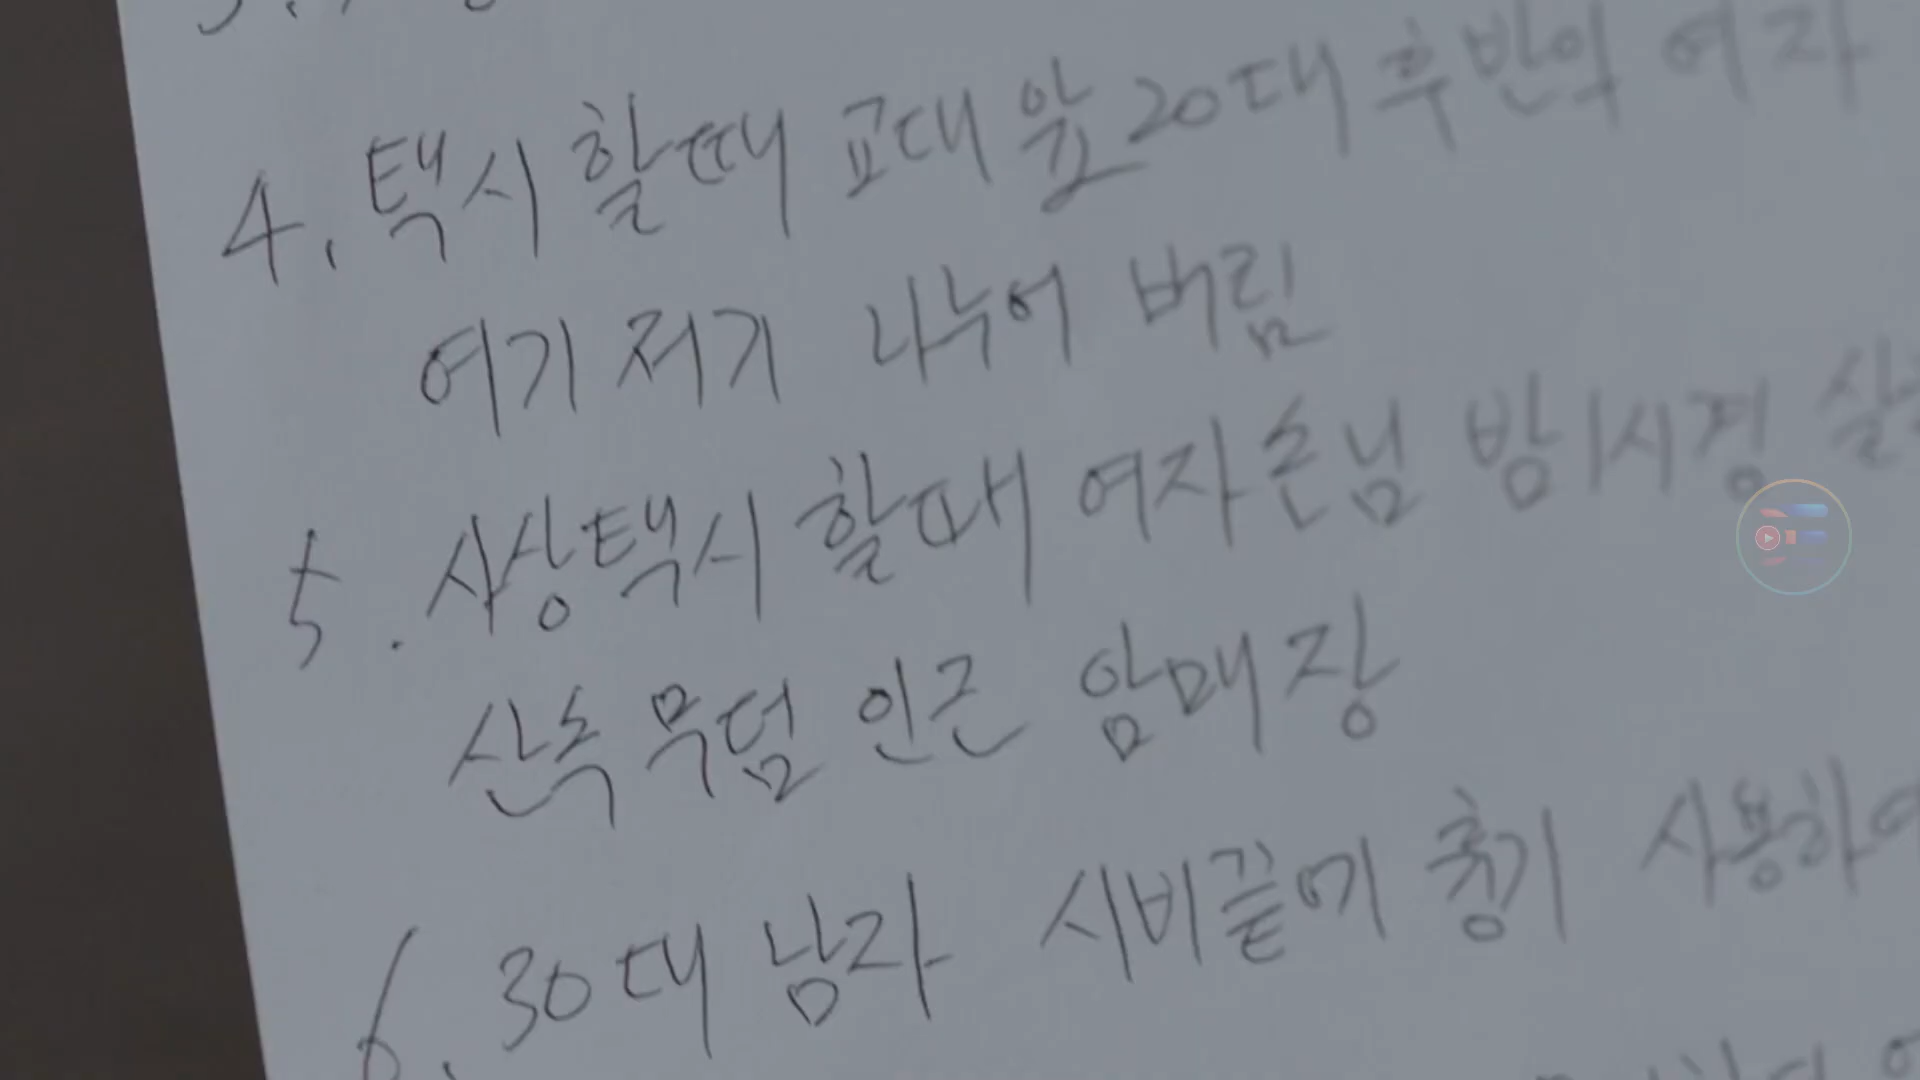 4. 택시 할때 교대 앞 20대 후반의 여자
여기 저기 나누어 버림
5. 사상택시 할때 여자손님 밤1시경
산속 무덤 인근 암매장
6. 30대 남자 시비끝에 흉기 사용하여